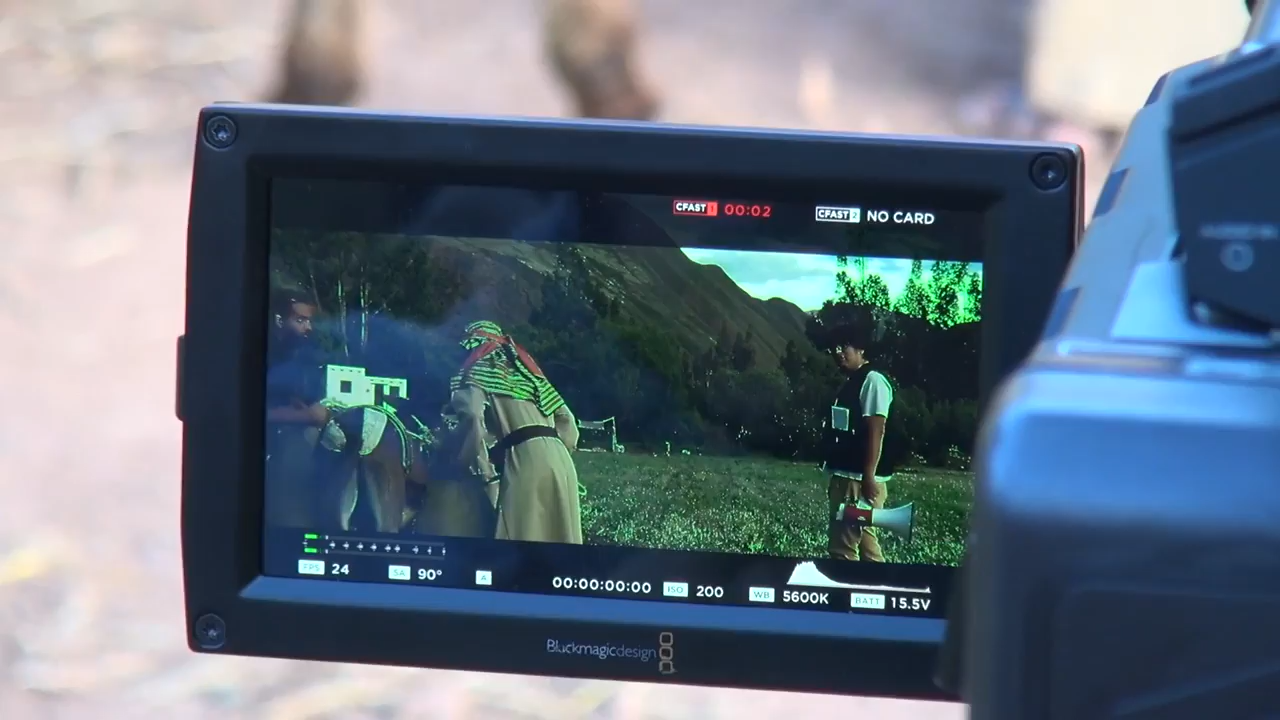 CFAST 1 00:02 CFAST 2 NO CARD
FPS 24 SA 90° A 00:00:00:00 ISO 200 WB 5600K BATT 15.5V
Blackmagicdesign